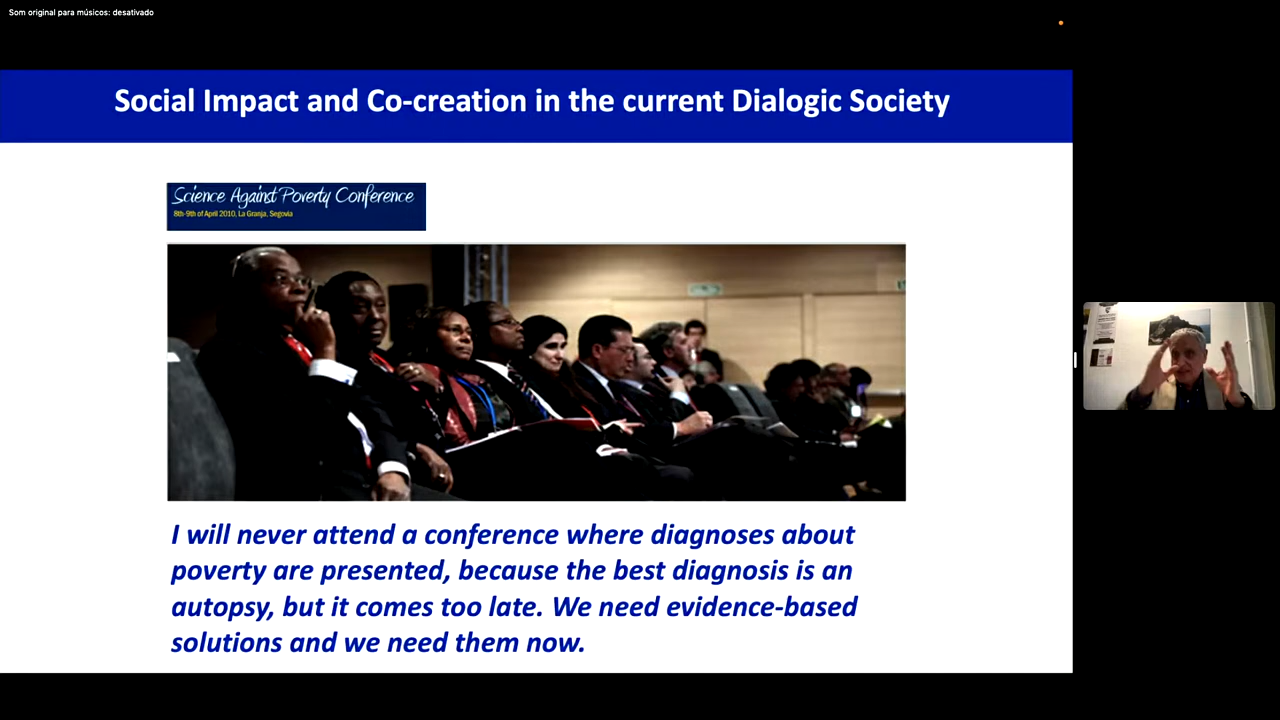 Som original para músicos: desativado
Social Impact and Co-creation in the current Dialogic Society
Science Against Poverty Conference
8th-9th of April 2010, La Granja, Segovia
I will never attend a conference where diagnoses about
poverty are presented, because the best diagnosis is an
autopsy, but it comes too late. We need evidence-based
solutions and we need them now.